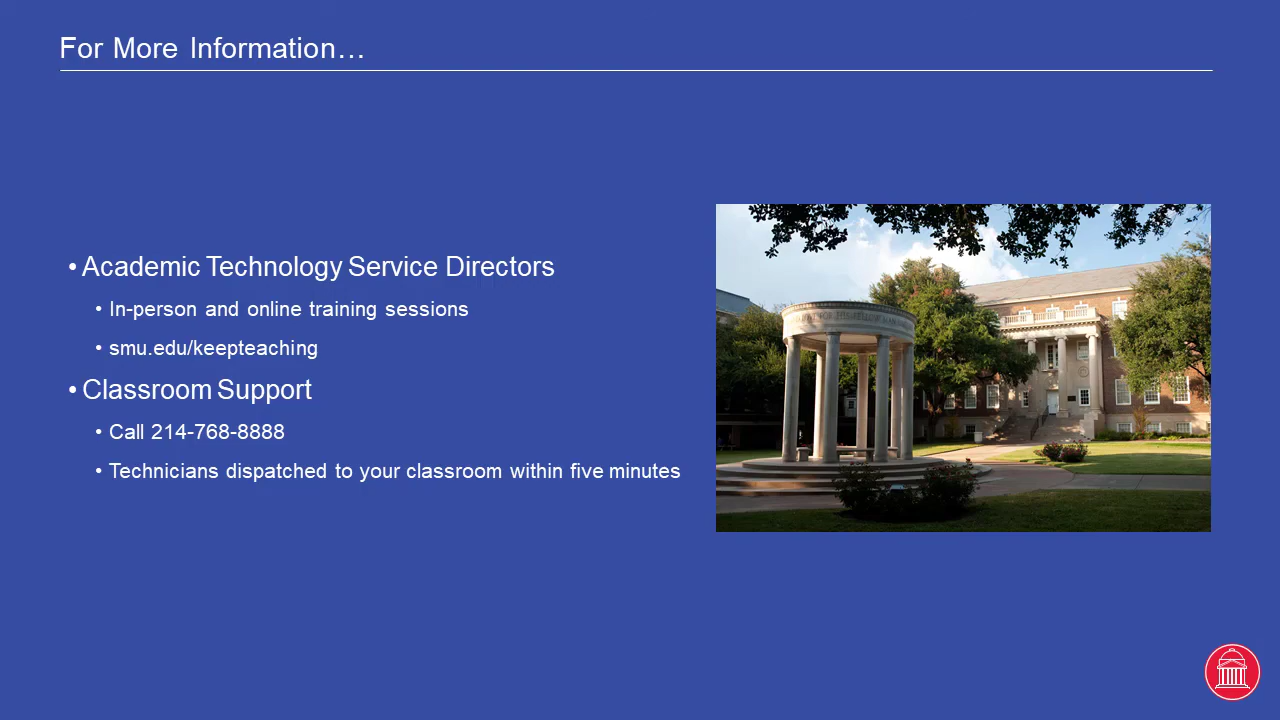 For More Information…
• Academic Technology Service Directors
• In-person and online training sessions
• smu.edu/keepteaching
• Classroom Support
• Call 214-768-8888
• Technicians dispatched to your classroom within five minutes